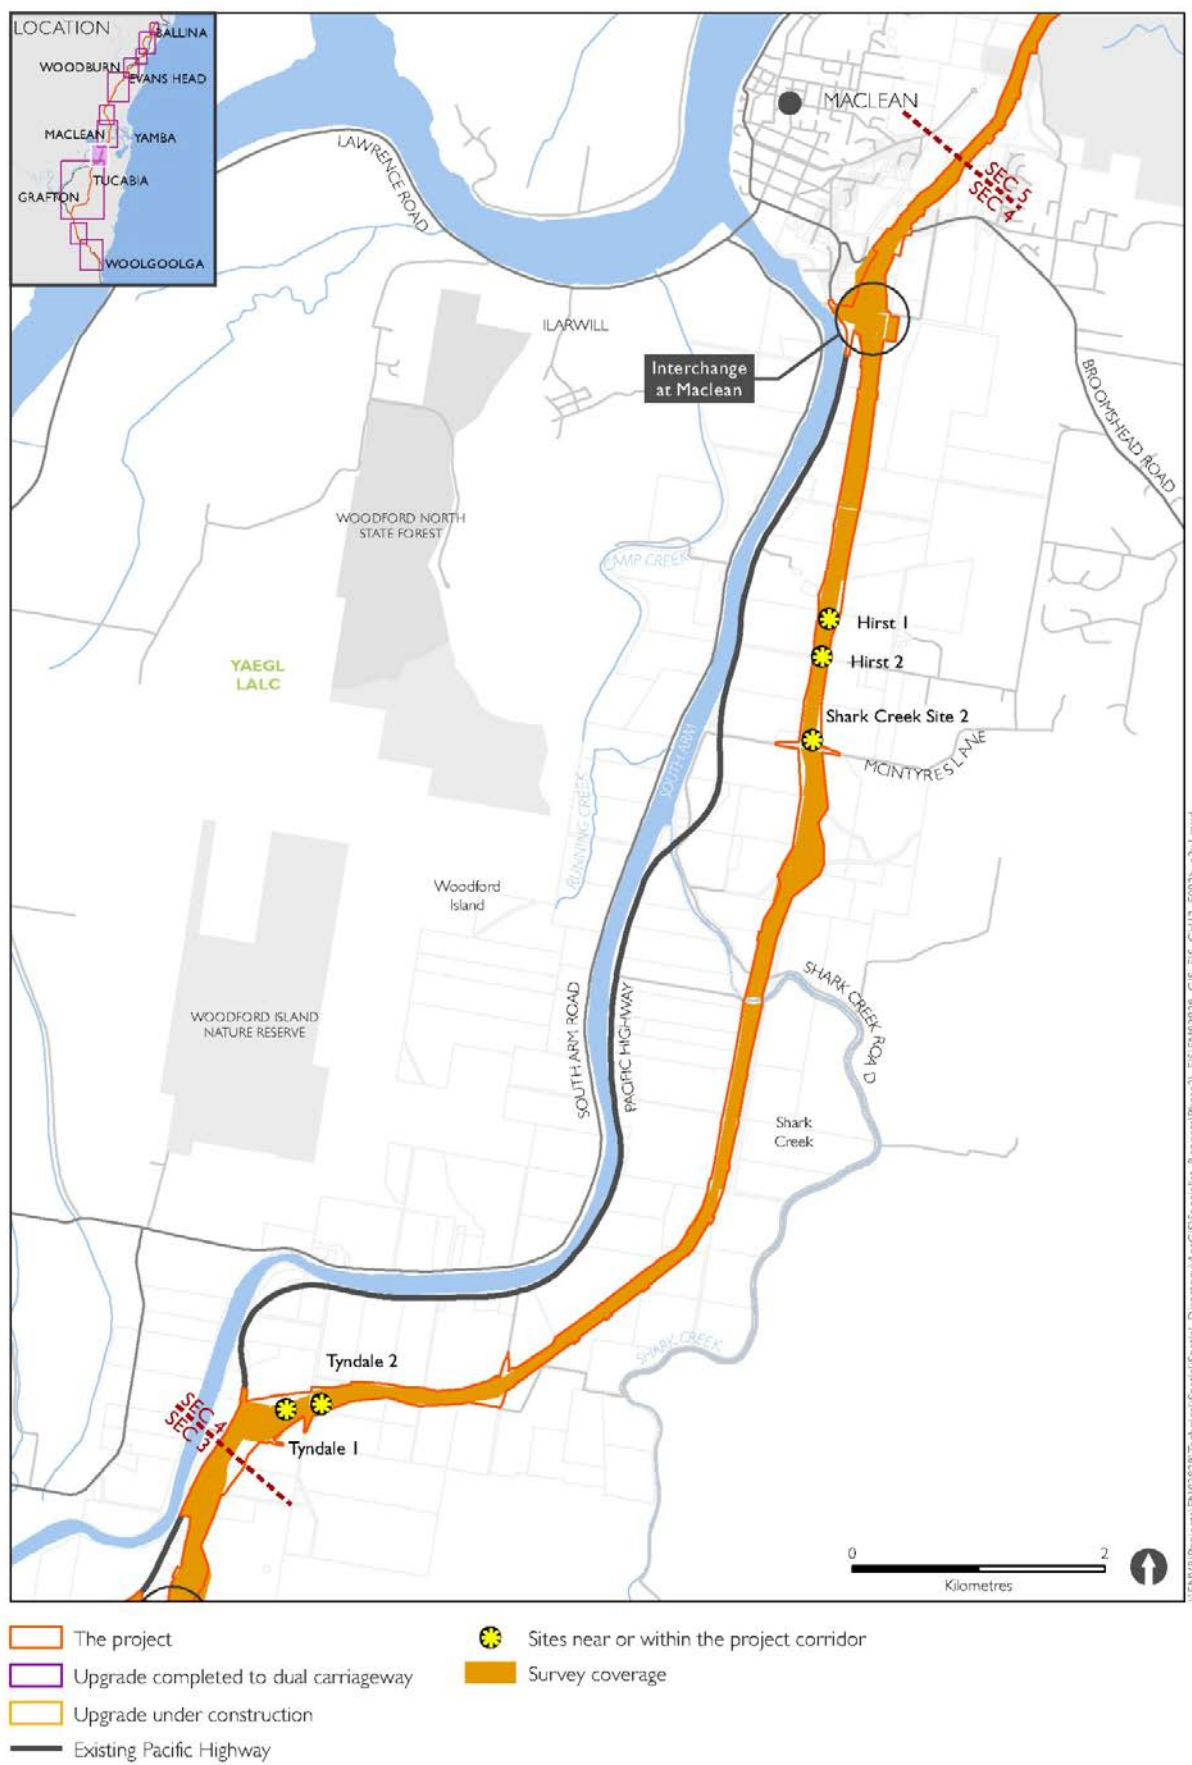 LOCATION
BALLINA
WOODBURN
EVANS HEAD
MACLEAN
YAMBA
TUCABIA
GRAFTON
WOOLGOOLGA
MACLEAN
LAWRENCE ROAD
SEC 5
SEC 4
ILARWILL
Interchange
at Maclean
BROOMSHEAD ROAD
WOODFORD NORTH
STATE FOREST
CAMP CREEK
Hirst 1
Hirst 2
YAEGL
LALC
Shark Creek Site 2
SOUTH ARM
MCINTYRES LANE
RUNNING CREEK
Woodford
Island
SHARK CREEK ROAD
SOUTH ARM ROAD
PACIFIC HIGHWAY
WOODFORD ISLAND
NATURE RESERVE
Shark
Creek
SHARK CREEK
Tyndale 2
SEC 4
SEC 3
Tyndale 1
0 2
Kilometres
The project
Upgrade completed to dual carriageway
Upgrade under construction
Existing Pacific Highway
Sites near or within the project corridor
Survey coverage